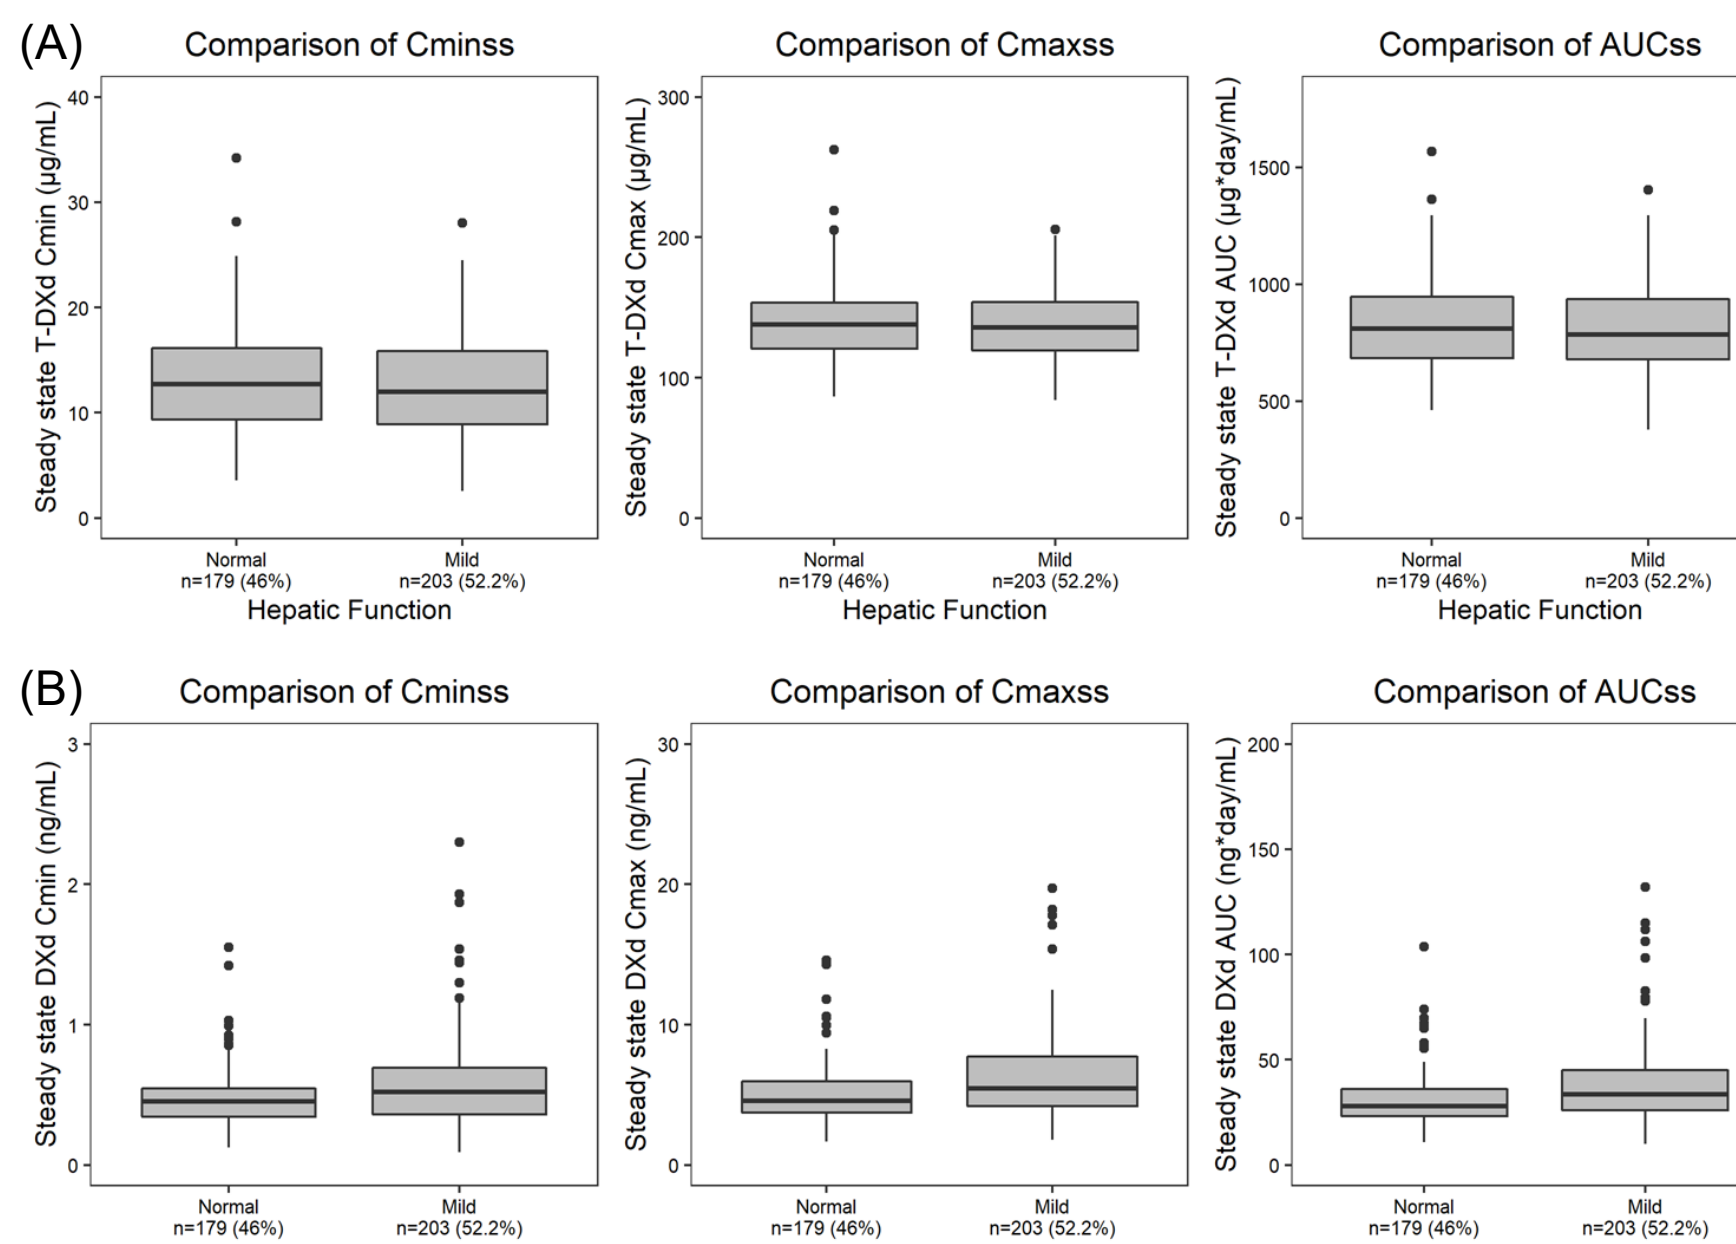 (A)
Comparison of Cminss
Steady state T-DXd Cmin (µg/mL)
40
30
20
10
0
Normal
n=179 (46%)
Mild
n=203 (52.2%)
Hepatic Function
Comparison of Cmaxss
Steady state T-DXd Cmax (µg/mL)
300
200
100
0
Normal
n=179 (46%)
Mild
n=203 (52.2%)
Hepatic Function
Comparison of AUCss
Steady state T-DXd AUC (µg*day/mL)
1500
1000
500
0
Normal
n=179 (46%)
Mild
n=203 (52.2%)
Hepatic Function
(B)
Comparison of Cminss
Steady state DXd Cmin (ng/mL)
3
2
1
0
Normal
n=179 (46%)
Mild
n=203 (52.2%)
Comparison of Cmaxss
Steady state DXd Cmax (ng/mL)
30
20
10
0
Normal
n=179 (46%)
Mild
n=203 (52.2%)
Comparison of AUCss
Steady state DXd AUC (ng*day/mL)
200
150
100
50
0
Normal
n=179 (46%)
Mild
n=203 (52.2%)